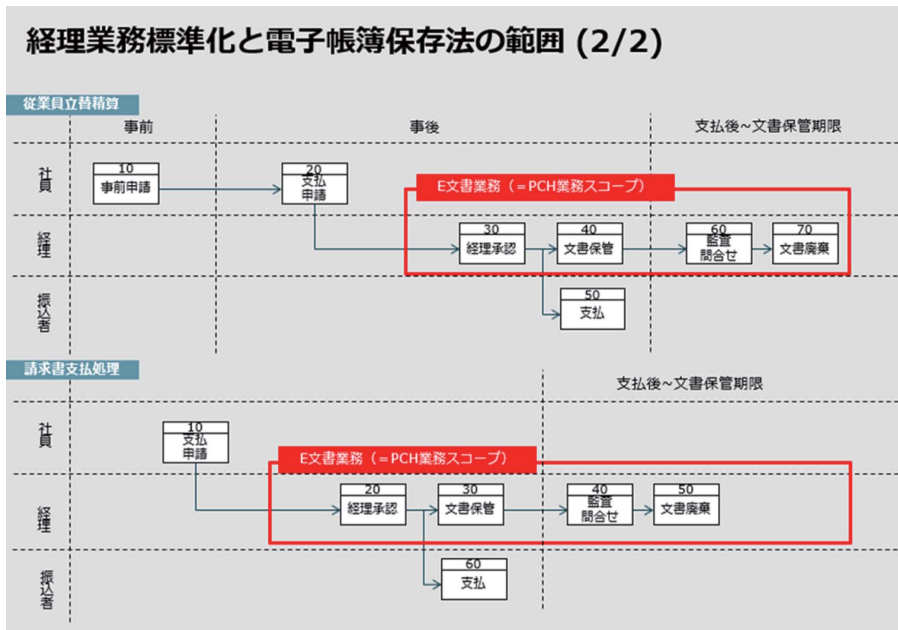 経理業務標準化と電子帳簿保存法の範囲 (2/2)
従業員立替精算
事前
事後
支払後~文書保管期限
社員
10
事前申請
20
支払
申請
E文書業務（=PCH業務スコープ）
経理
30
経理承認
40
文書保管
60
監査
問合せ
70
文書廃棄
振込者
50
支払
請求書支払処理
支払後~文書保管期限
社員
10
支払
申請
E文書業務（=PCH業務スコープ）
経理
20
経理承認
30
文書保管
40
監査
問合せ
50
文書廃棄
振込者
60
支払